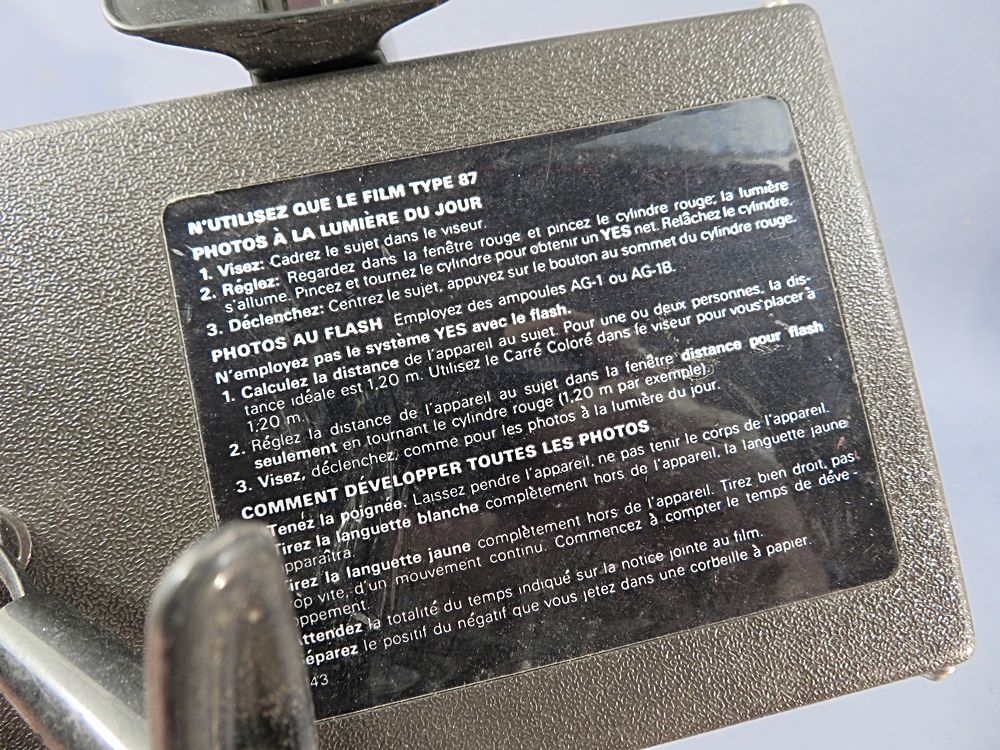 N'UTILISEZ QUE LE FILM TYPE 87
PHOTOS À LA LUMIÈRE DU JOUR
1. Visez: Cadrez le sujet dans le viseur.
2. Réglez: Regardez dans la fenêtre rouge et pincez le cylindre rouge; la lumière
s'allume. Pincez et tournez le cylindre pour obtenir un YES net. Relâchez le cylindre.
3. Déclenchez: Centrez le sujet, appuyez sur le bouton au sommet du cylindre rouge.
PHOTOS AU FLASH Employez des ampoules AG-1 ou AG-1B.
N'employez pas le système YES avec le flash.
1. Calculez la distance de l'appareil au sujet. Pour une ou deux personnes, la dis-
tance idéale est 1,20 m. Utilisez le Carré Coloré dans le viseur pour vous placer à
1,20 m.
2. Réglez la distance de l'appareil au sujet dans la fenêtre distance pour flash
seulement en tournant le cylindre rouge (1,20 m par exemple).
3. Visez, déclenchez, comme pour les photos à la lumière du jour.
COMMENT DÉVELOPPER TOUTES LES PHOTOS
Tenez la poignée. Laissez pendre l'appareil, ne pas tenir le corps de l'appareil.
Tirez la languette blanche complètement hors de l'appareil, la languette jaune
apparaîtra.
irez la languette jaune complètement hors de l'appareil. Tirez bien droit, pas
op vite, d'un mouvement continu. Commencez à compter le temps de déve-
oppement.
ttendez la totalité du temps indiqué sur la notice jointe au film.
éparez le positif du négatif que vous jetez dans une corbeille à papier.
43